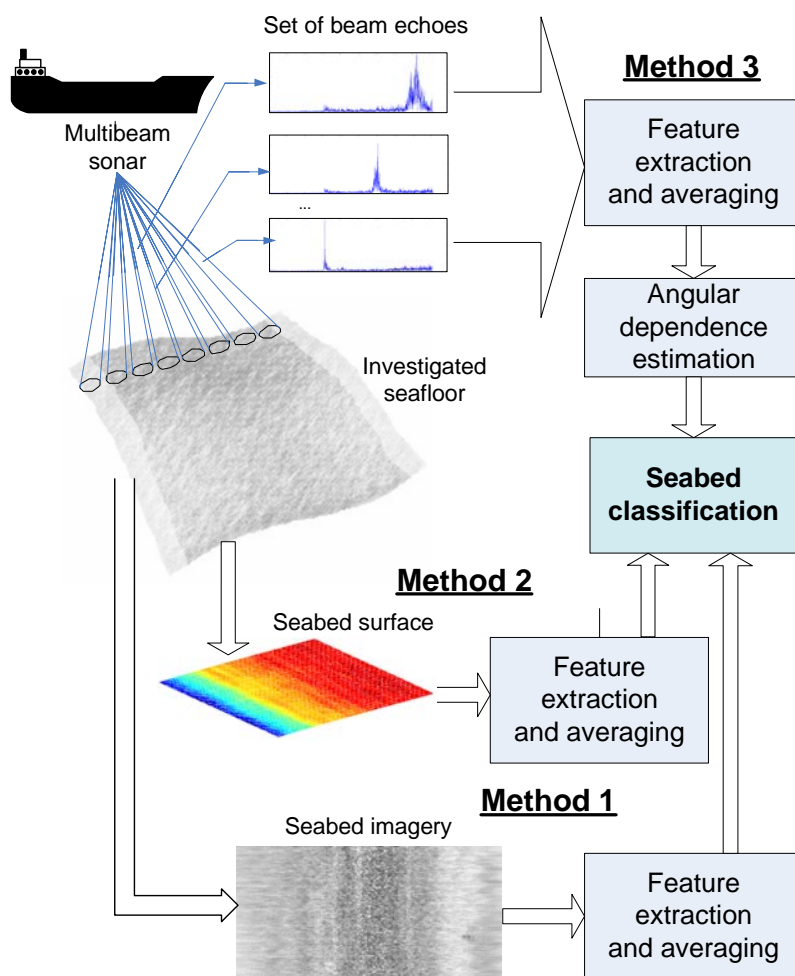 Set of beam echoes
Method 3
Multibeam
sonar
...
Feature
extraction
and averaging
Angular
dependence
estimation
Investigated
seafloor
Seabed
classification
Method 2
Seabed surface
Feature
extraction
and averaging
Method 1
Seabed imagery
Feature
extraction
and averaging